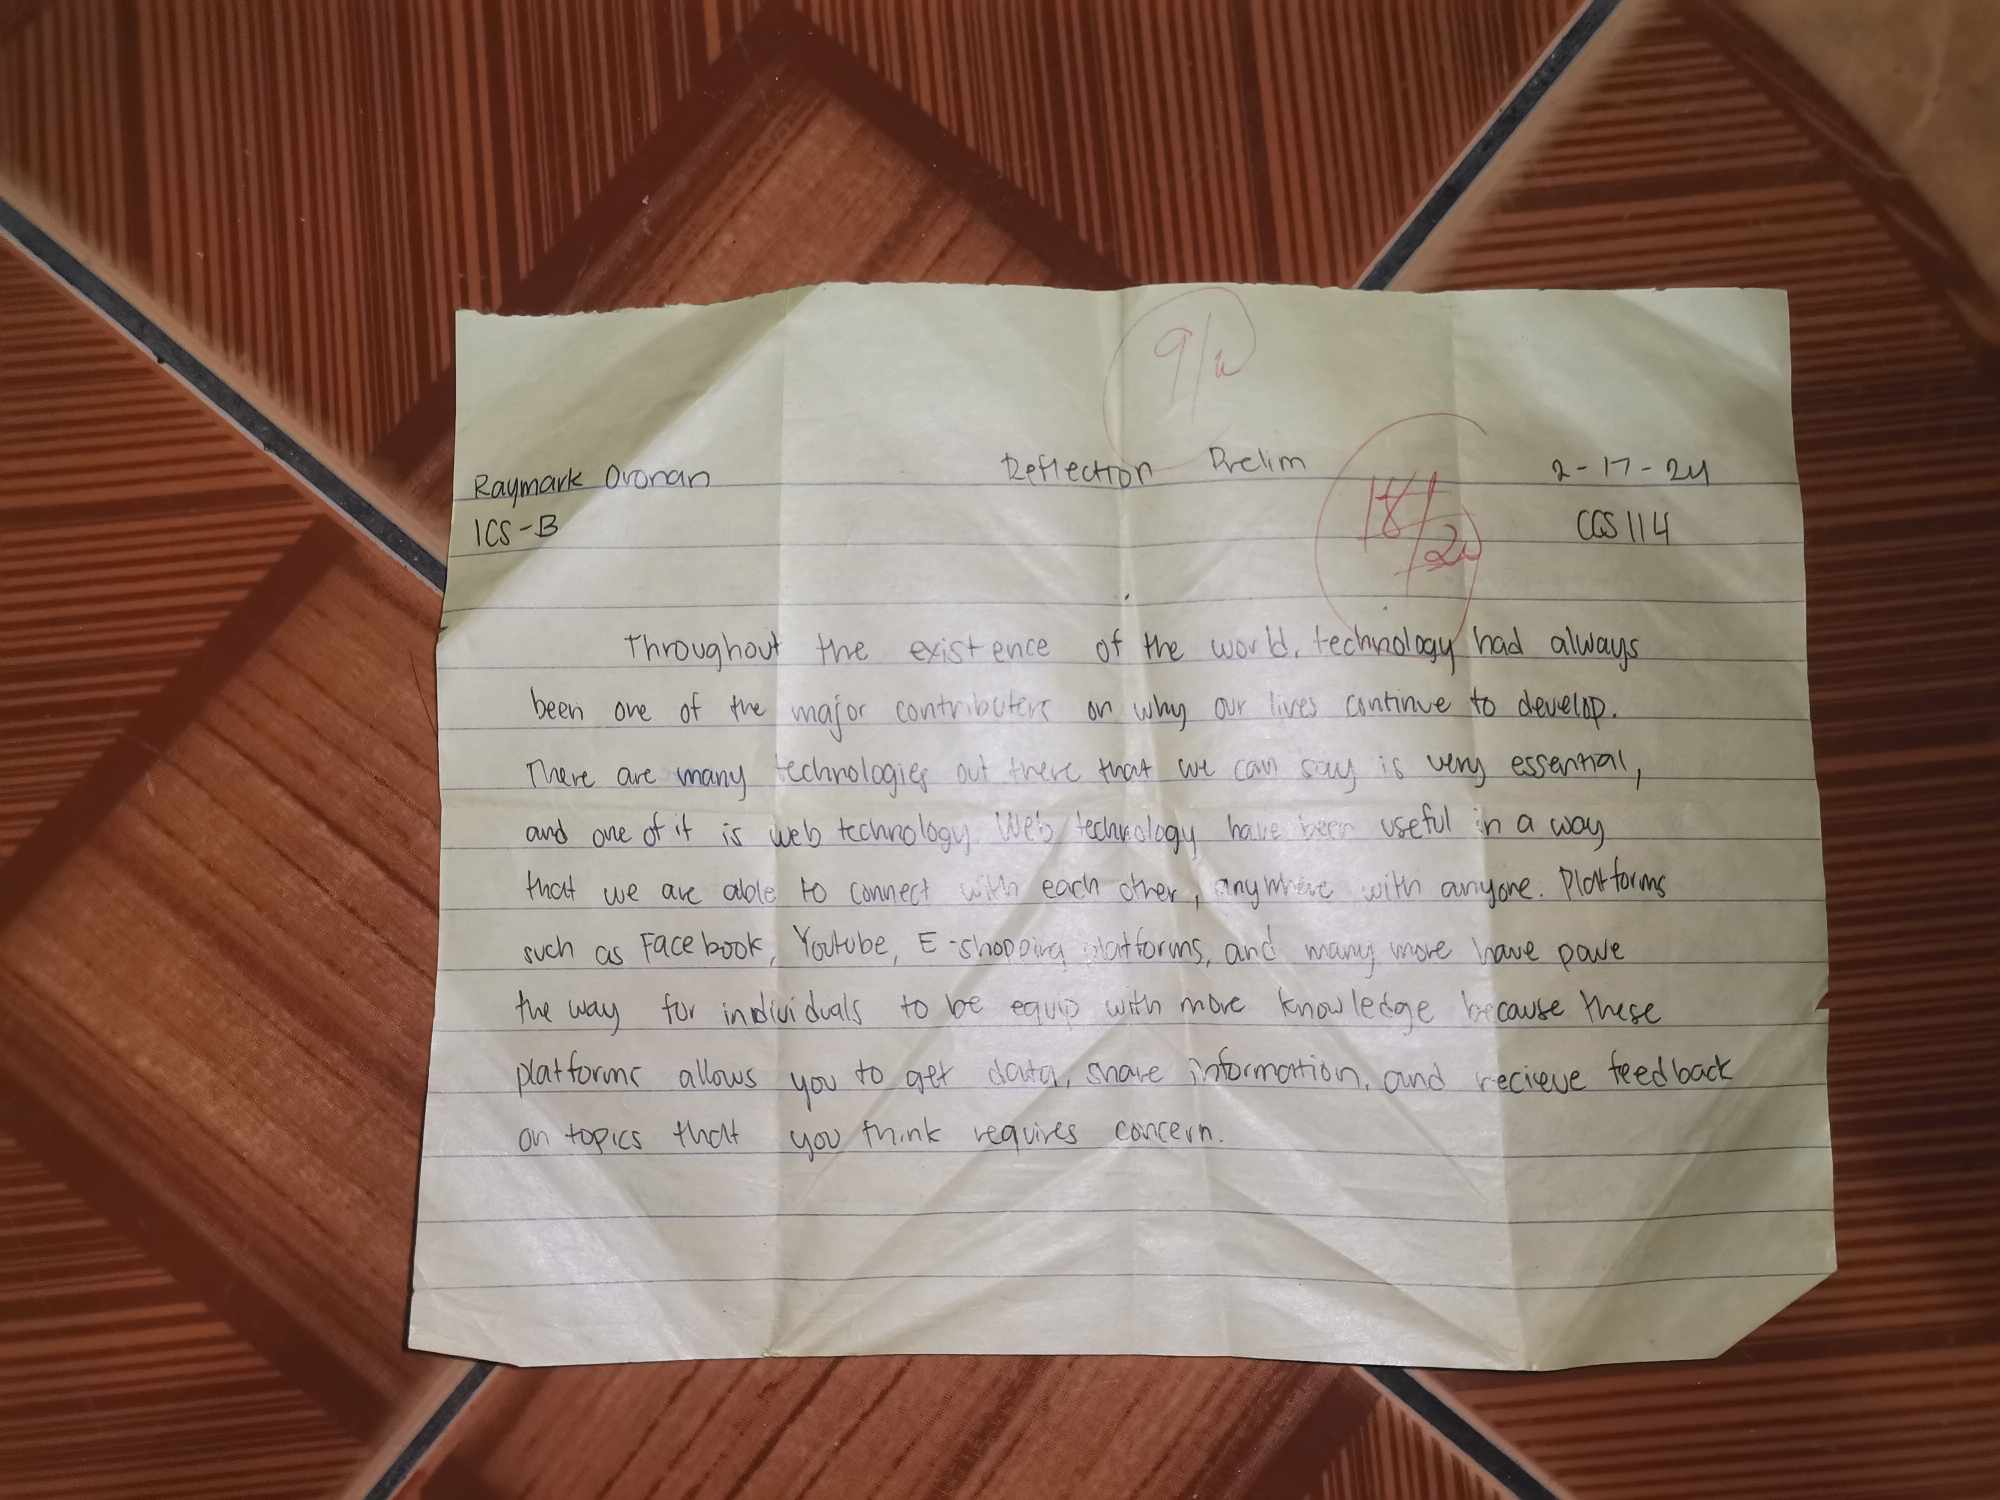 9/10
Raymark Oronan Reflection Prelim 2-17-24
1CS-B 18/20 CCS 114
Throughout the existence of the world, technology had always
been one of the major contributers on why our lives continue to develop.
There are many technologies out there that we can say is very essential,
and one of it is web technology. Web technology have been useful in a way
that we are able to connect with each other, anywhere with anyone. Platforms
such as Facebook, Youtube, E-shopping platforms, and many more have pave
the way for individuals to be equip with more knowledge because these
platforms allows you to get data, share information, and recieve feedback
on topics that you think requires concern.